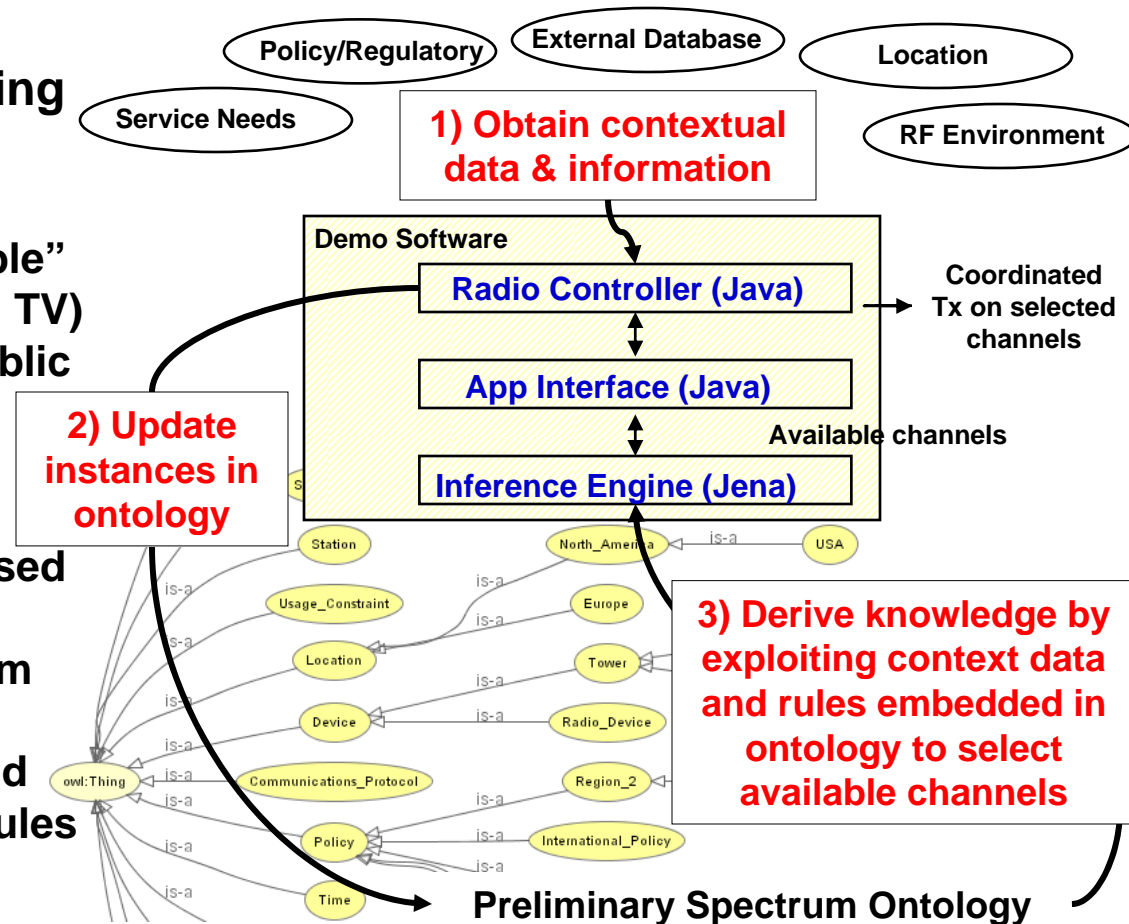 Policy/Regulatory
External Database
Location
Service Needs
RF Environment
ing
1) Obtain contextual
data & information
Demo Software
Radio Controller (Java)
Coordinated
Tx on selected
channels
ble”
TV)
blic
App Interface (Java)
Available channels
Inference Engine (Jena)
2) Update
instances in
ontology
S
sed
m
d
ules
Station
North_America
is-a
USA
is-a
Usage_Constraint
is-a
Europe
is-a
is-a
Location
Tower
is-a
is-a
Device
is-a
Radio_Device
is-a
owl:Thing
is-a
Communications_Protocol
Region_2
is-a
is-a
Policy
is-a
International_Policy
is-a
is-a
Time
3) Derive knowledge by
exploiting context data
and rules embedded in
ontology to select
available channels
Preliminary Spectrum Ontology